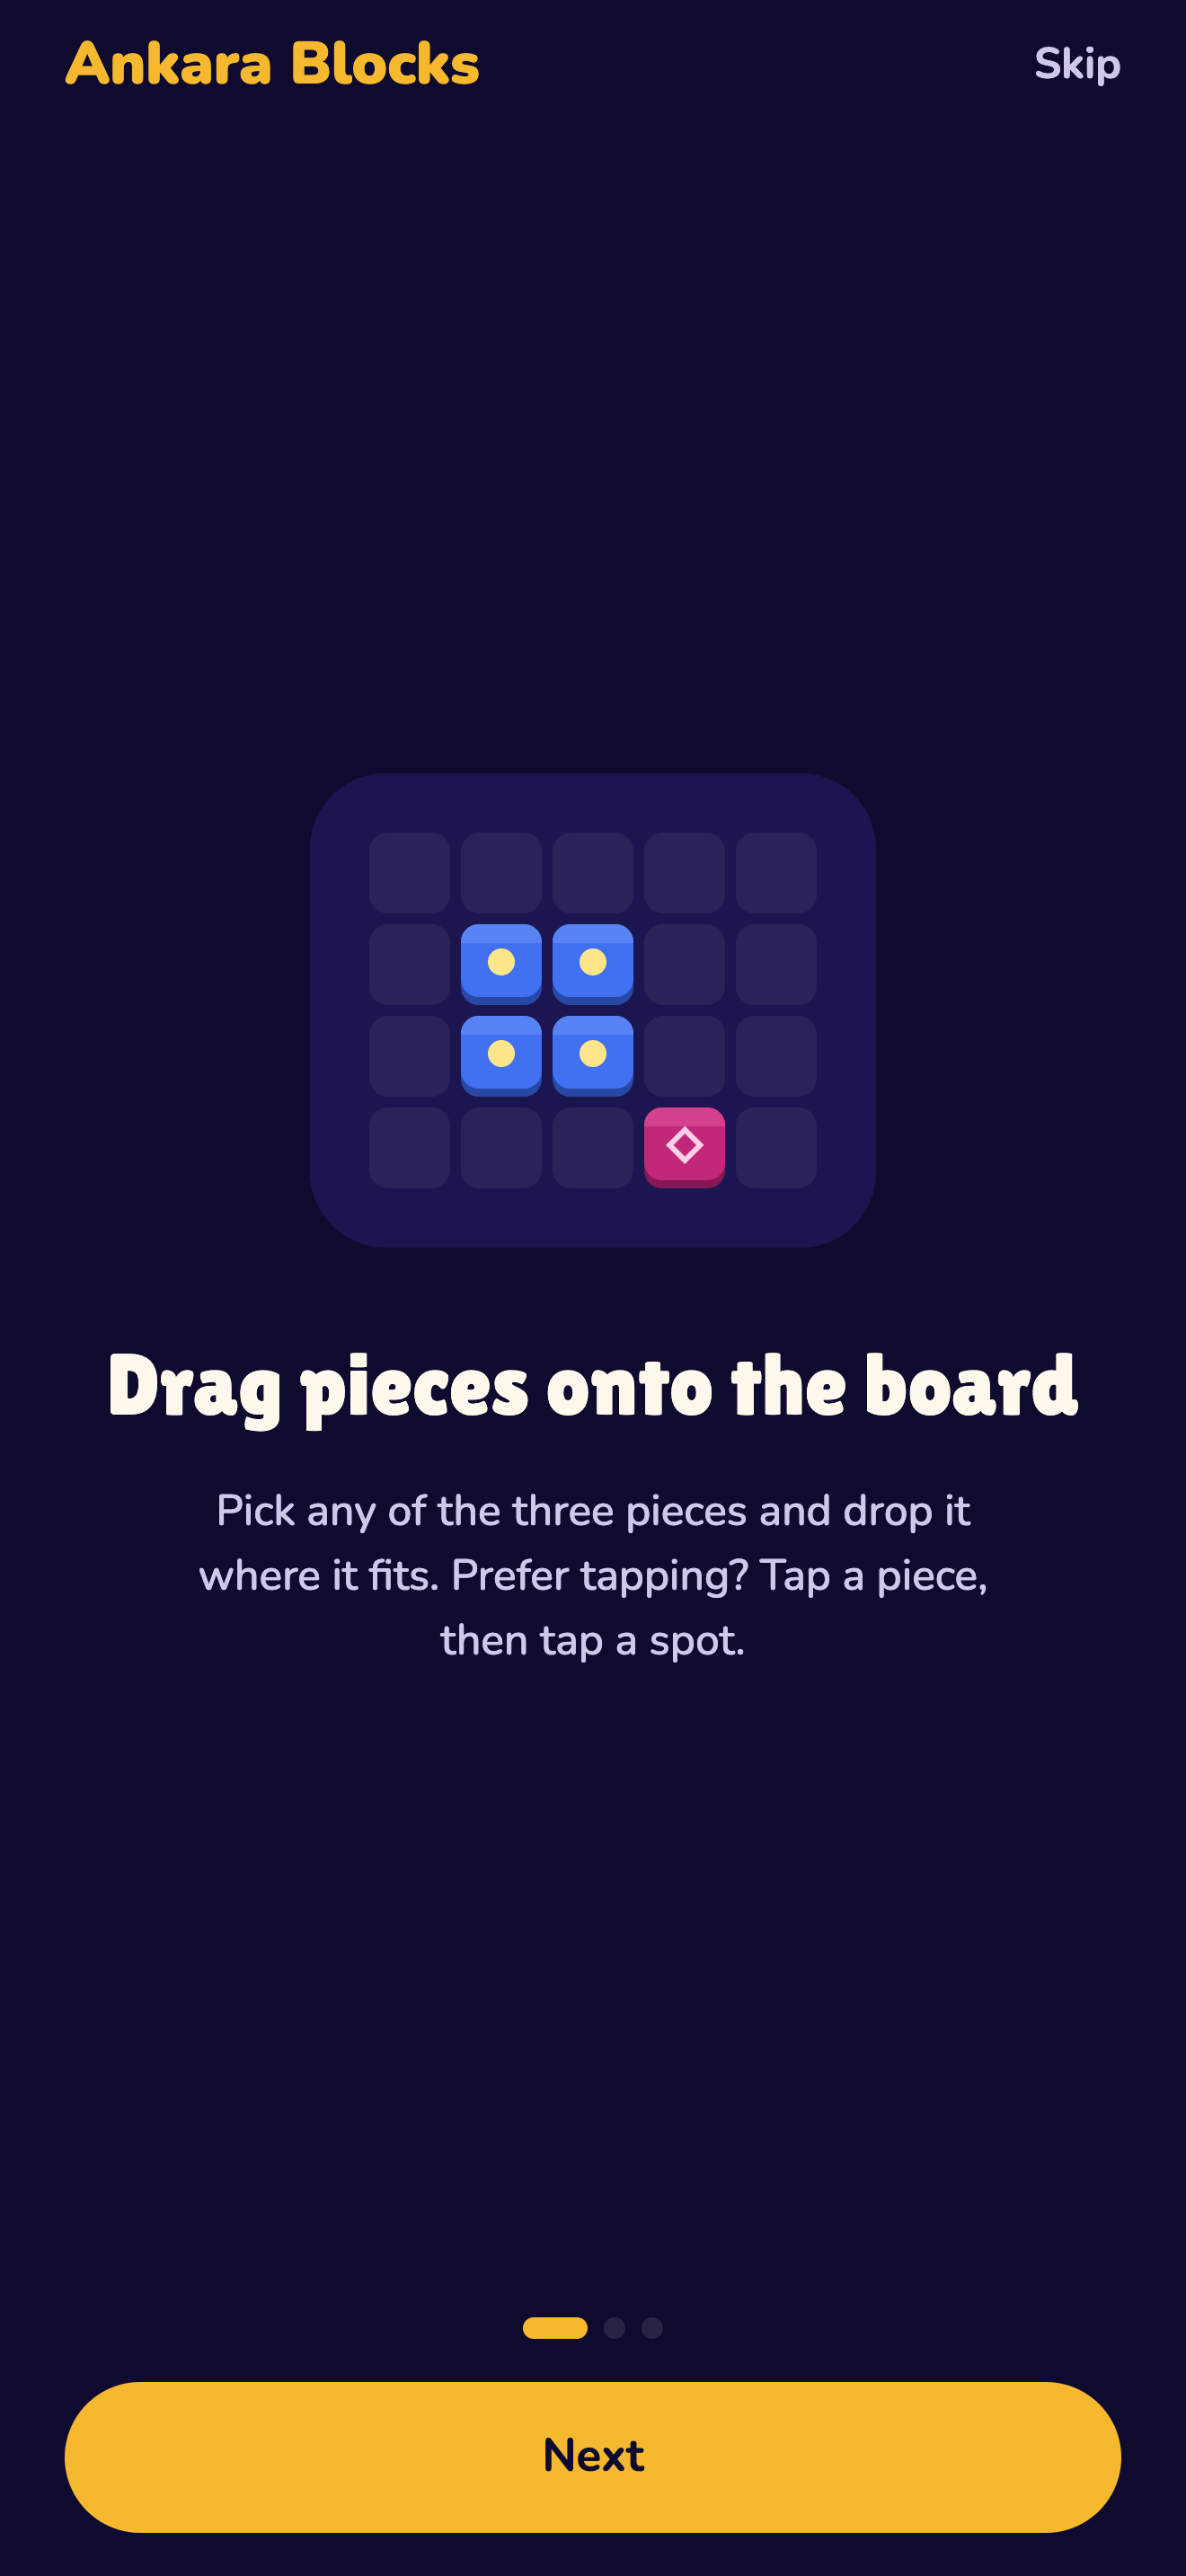 Ankara Blocks
Skip
Drag pieces onto the board
Pick any of the three pieces and drop it
where it fits. Prefer tapping? Tap a piece,
then tap a spot.
Next